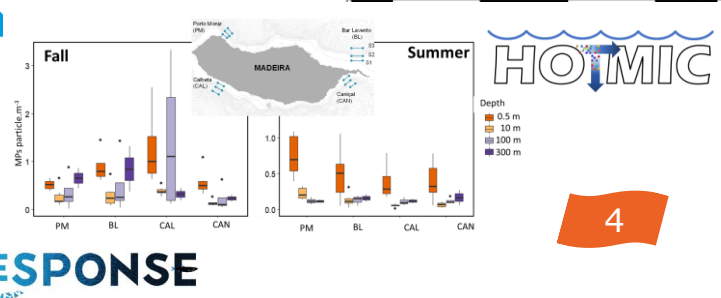 Porto Moniz
(PM)
Bar Lavento
(BL)
S3
S2
S1
MADEIRA
Calheta
(CAL)
Caniçal
(CAN)
Fall
Summer
HOTMIC
MPs particle.m⁻³
3
2
1
0
PM
BL
CAL
CAN
1.0
0.5
0.0
PM
BL
CAL
CAN
Depth
0.5 m
10 m
100 m
300 m
4
ESPONSE